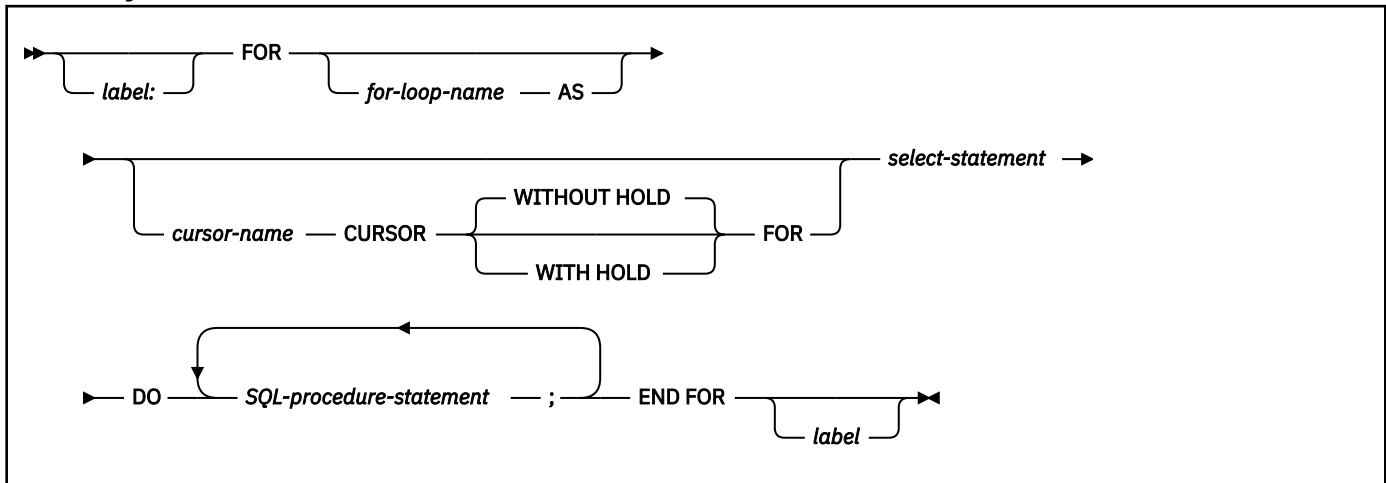 label: FOR for-loop-name AS
cursor-name CURSOR WITHOUT HOLD WITH HOLD FOR select-statement
DO SQL-procedure-statement ; END FOR label